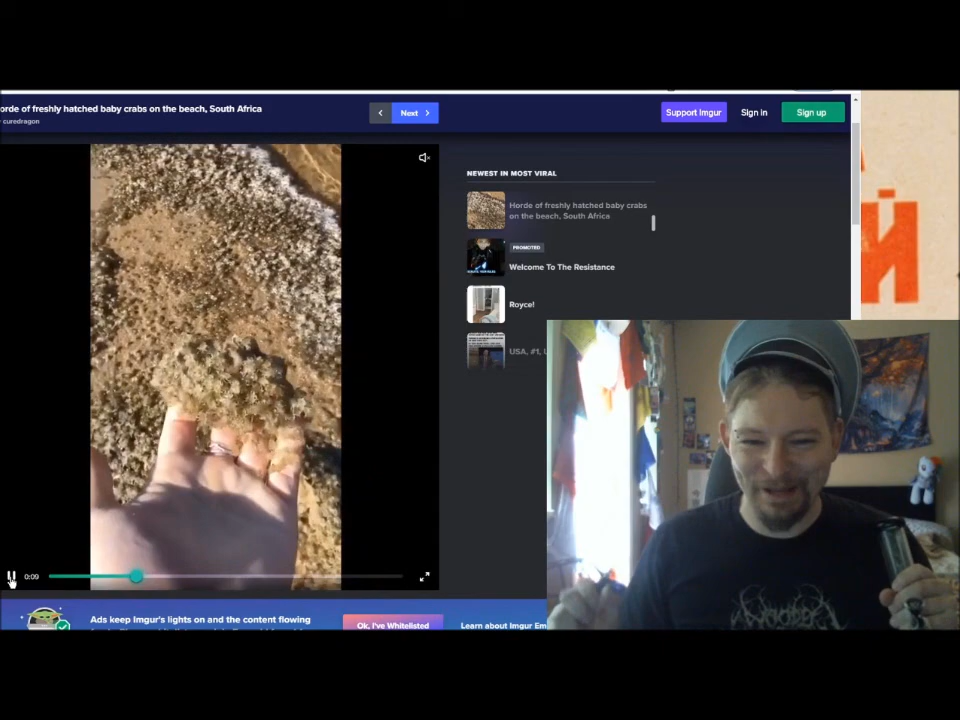 orde of freshly hatched baby crabs on the beach, South Africa
curedragon
Next
Support Imgur
Sign in
Sign up
NEWEST IN MOST VIRAL
Horde of freshly hatched baby crabs
on the beach, South Africa
PROMOTED
Welcome To The Resistance
Royce!
USA, #1, U
0:09
Ads keep Imgur's lights on and the content flowing
Ok, I've Whitelisted
Learn about Imgur Em
Й